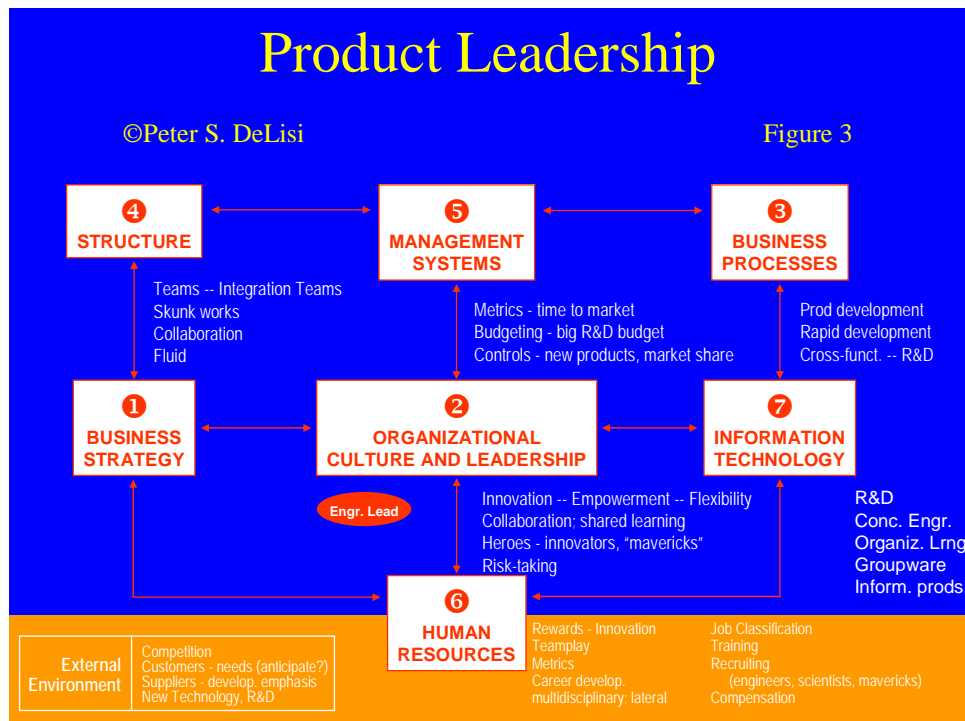 Product Leadership
©Peter S. DeLisi
Figure 3
4
STRUCTURE
5
MANAGEMENT
SYSTEMS
3
BUSINESS
PROCESSES
Teams -- Integration Teams
Skunk works
Collaboration
Fluid
Metrics - time to market
Budgeting - big R&D budget
Controls - new products, market share
Prod development
Rapid development
Cross-funct. -- R&D
1
BUSINESS
STRATEGY
2
ORGANIZATIONAL
CULTURE AND LEADERSHIP
7
INFORMATION
TECHNOLOGY
Engr. Lead
Innovation -- Empowerment -- Flexibility
Collaboration; shared learning
Heroes - innovators, “mavericks”
Risk-taking
R&D
Conc. Engr.
Organiz. Lrng
Groupware
Inform. prods.
6
HUMAN
RESOURCES
External
Environment
Competition
Customers - needs (anticipate?)
Suppliers - develop. emphasis
New Technology, R&D
Rewards - Innovation
Teamplay
Metrics
Career develop.
multidisciplinary; lateral
Job Classification
Training
Recruiting
(engineers, scientists, mavericks)
Compensation